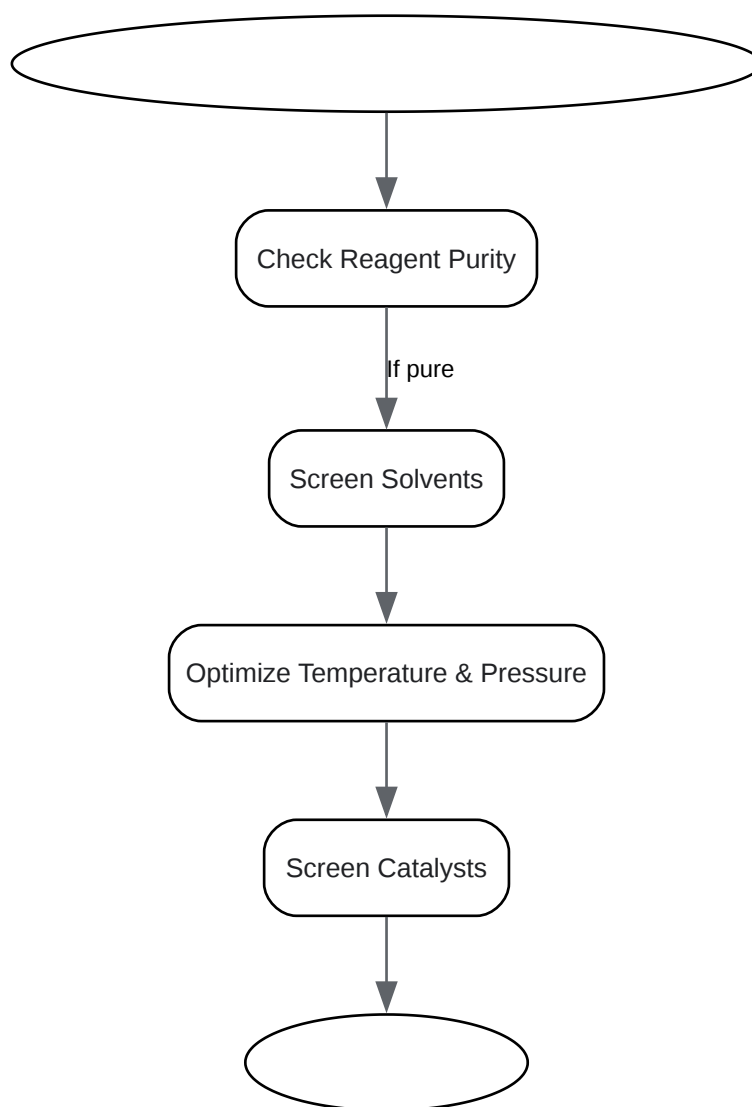 Check Reagent Purity
If pure
Screen Solvents
Optimize Temperature & Pressure
Screen Catalysts